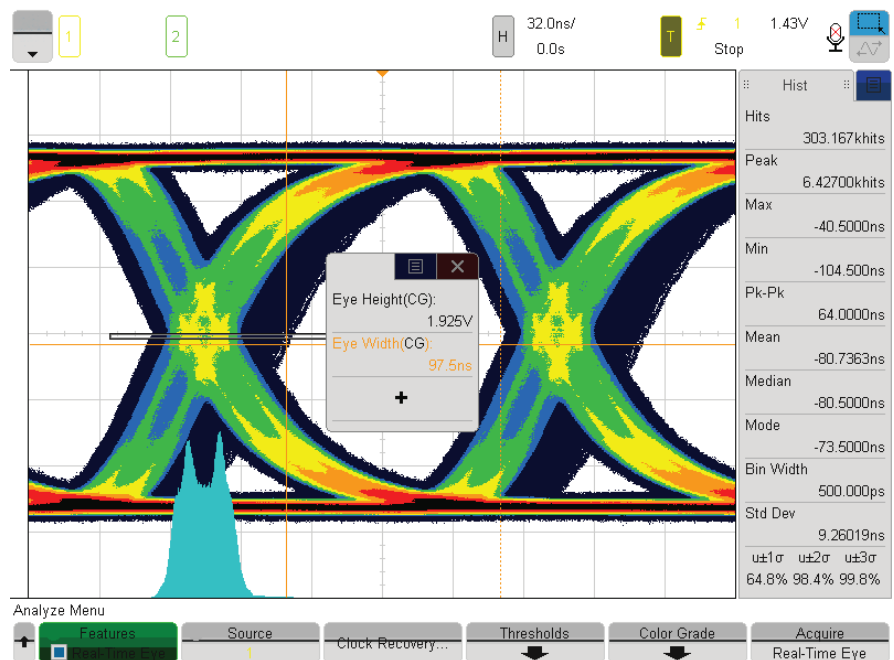 1
2
H
32.0ns/
0.0s
T
1
1.43V
Stop
Hist
Hits
303.167khits
Peak
6.42700khits
Max
-40.5000ns
Min
-104.500ns
Pk-Pk
64.0000ns
Mean
-80.7363ns
Median
-80.5000ns
Mode
-73.5000ns
Bin Width
500.000ps
Std Dev
9.26019ns
u±1σ u±2σ u±3σ
64.8% 98.4% 99.8%
Eye Height(CG):
1.925V
Eye Width(CG):
97.5ns
Analyze Menu
Features
Real-Time Eye
Source
1
Clock Recovery...
Thresholds
Color Grade
Acquire
Real-Time Eye